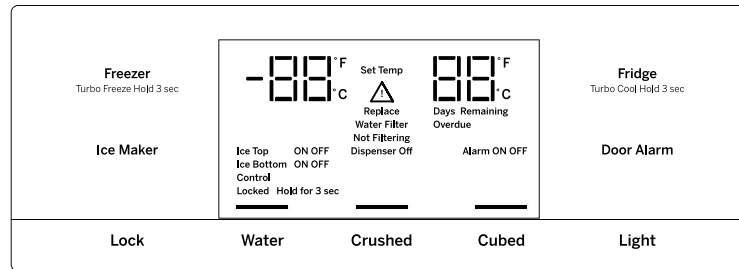 -88 °F Set Temp 88 °F
Freezer
Turbo Freeze Hold 3 sec
Fridge
Turbo Cool Hold 3 sec
°C ! °C
Replace Days Remaining
Water Filter Overdue
Not Filtering
Ice Maker
Ice Top ON OFF Dispenser Off Alarm ON OFF
Door Alarm
Ice Bottom ON OFF
Control
Locked Hold for 3 sec
Lock Water Crushed Cubed Light